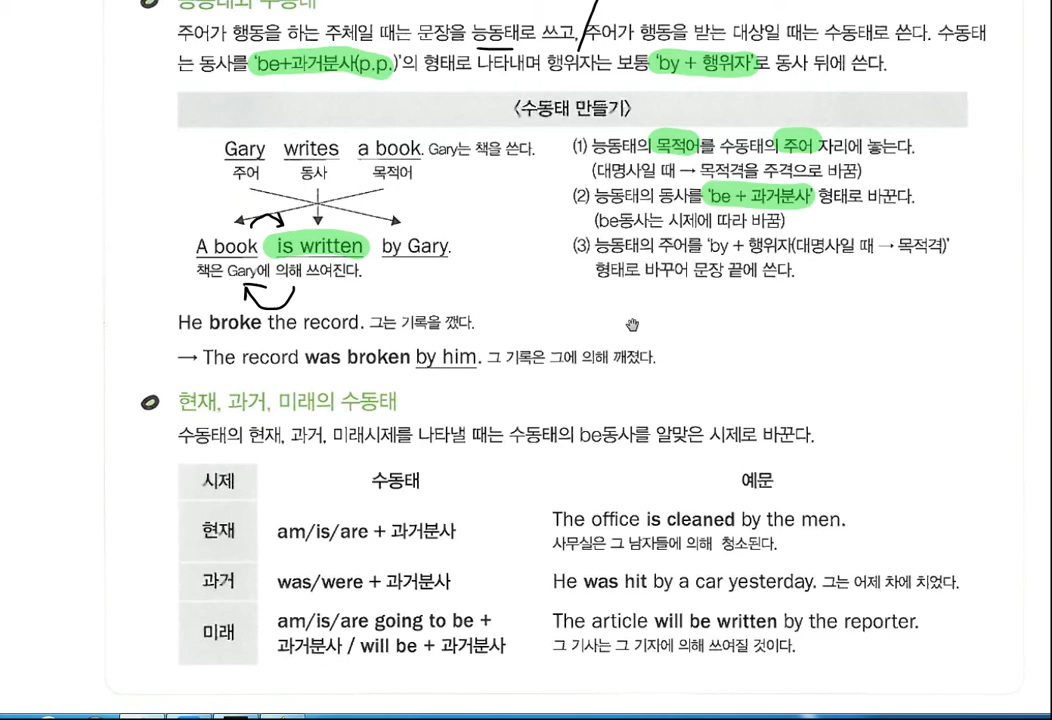 능동태와 수동태
주어가 행동을 하는 주체일 때는 문장을 능동태로 쓰고, 주어가 행동을 받는 대상일 때는 수동태로 쓴다. 수동태
는 동사를 'be+과거분사(p.p.)'의 형태로 나타내며 행위자는 보통 'by + 행위자'로 동사 뒤에 쓴다.
〈수동태 만들기〉
Gary writes a book. Gary는 책을 쓴다.
주어 동사 목적어
A book is written by Gary.
책은 Gary에 의해 쓰여진다.
(1) 능동태의 목적어를 수동태의 주어 자리에 놓는다.
(대명사일 때 → 목적격을 주격으로 바꿈)
(2) 능동태의 동사를 'be + 과거분사' 형태로 바꾼다.
(be동사는 시제에 따라 바꿈)
(3) 능동태의 주어를 'by + 행위자(대명사일 때 → 목적격)'
형태로 바꾸어 문장 끝에 쓴다.
He broke the record. 그는 기록을 깼다.
→ The record was broken by him. 그 기록은 그에 의해 깨졌다.
현재, 과거, 미래의 수동태
수동태의 현재, 과거, 미래시제를 나타낼 때는 수동태의 be동사를 알맞은 시제로 바꾼다.
시제 수동태 예문
현재 am/is/are + 과거분사 The office is cleaned by the men.
사무실은 그 남자들에 의해 청소된다.
과거 was/were + 과거분사 He was hit by a car yesterday. 그는 어제 차에 치었다.
미래 am/is/are going to be +
과거분사 / will be + 과거분사
The article will be written by the reporter.
그 기사는 그 기자에 의해 쓰여질 것이다.